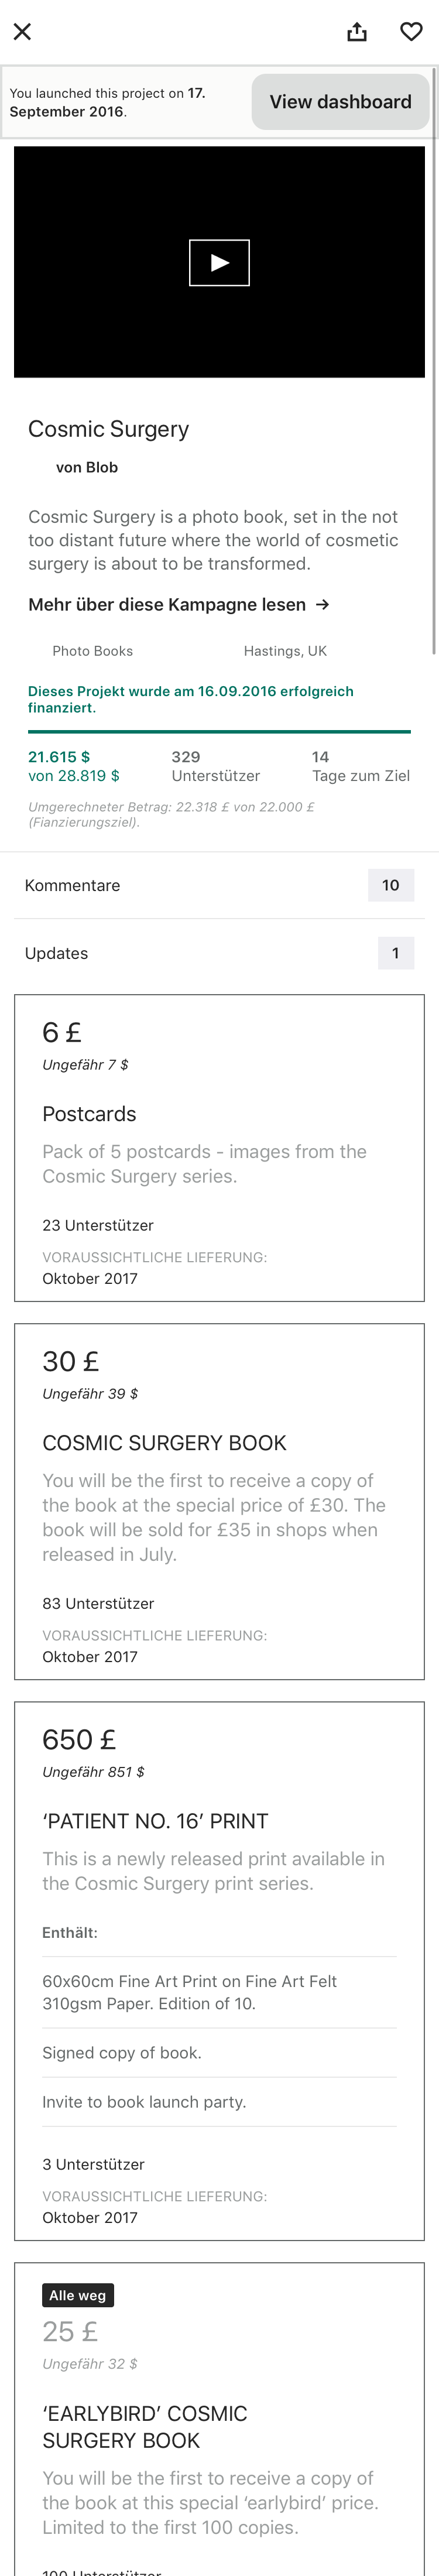 You launched this project on 17.
September 2016.
View dashboard
Cosmic Surgery
von Blob
Cosmic Surgery is a photo book, set in the not
too distant future where the world of cosmetic
surgery is about to be transformed.
Mehr über diese Kampagne lesen →
Photo Books
Hastings, UK
Dieses Projekt wurde am 16.09.2016 erfolgreich
finanziert.
21.615 $
von 28.819 $
329
Unterstützer
14
Tage zum Ziel
Umgerechneter Betrag: 22.318 £ von 22.000 £
(Fianzierungsziel).
Kommentare
10
Updates
1
6 £
Ungefähr 7 $
Postcards
Pack of 5 postcards - images from the
Cosmic Surgery series.
23 Unterstützer
VORAUSSICHTLICHE LIEFERUNG:
Oktober 2017
30 £
Ungefähr 39 $
COSMIC SURGERY BOOK
You will be the first to receive a copy of
the book at the special price of £30. The
book will be sold for £35 in shops when
released in July.
83 Unterstützer
VORAUSSICHTLICHE LIEFERUNG:
Oktober 2017
650 £
Ungefähr 851 $
‘PATIENT NO. 16’ PRINT
This is a newly released print available in
the Cosmic Surgery print series.
Enthält:
60x60cm Fine Art Print on Fine Art Felt
310gsm Paper. Edition of 10.
Signed copy of book.
Invite to book launch party.
3 Unterstützer
VORAUSSICHTLICHE LIEFERUNG:
Oktober 2017
Alle weg
25 £
Ungefähr 32 $
‘EARLYBIRD’ COSMIC
SURGERY BOOK
You will be the first to receive a copy of
the book at this special ‘earlybird’ price.
Limited to the first 100 copies.
100 Unterstützer